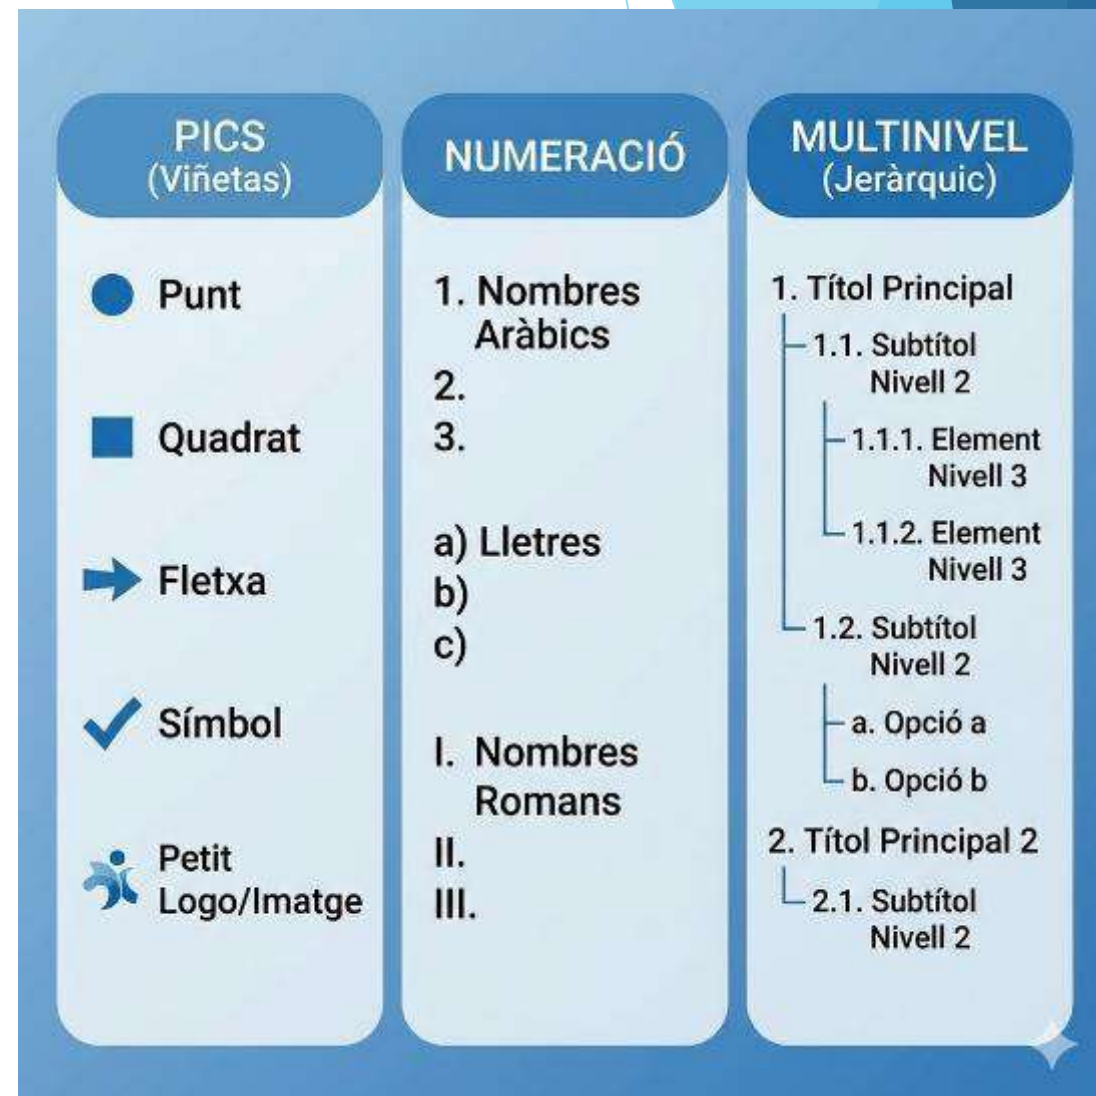 PICS
(Viñetas)
Punt
Quadrat
Fletxa
Símbol
Petit
Logo/Imatge
NUMERACIÓ
1. Nombres
Aràbics
2.
3.
a) Lletres
b)
c)
I. Nombres
Romans
II.
III.
MULTINIVEL
(Jeràrquic)
1. Títol Principal
1.1. Subtítol
Nivell 2
1.1.1. Element
Nivell 3
1.1.2. Element
Nivell 3
1.2. Subtítol
Nivell 2
a. Opció a
b. Opció b
2. Títol Principal 2
2.1. Subtítol
Nivell 2